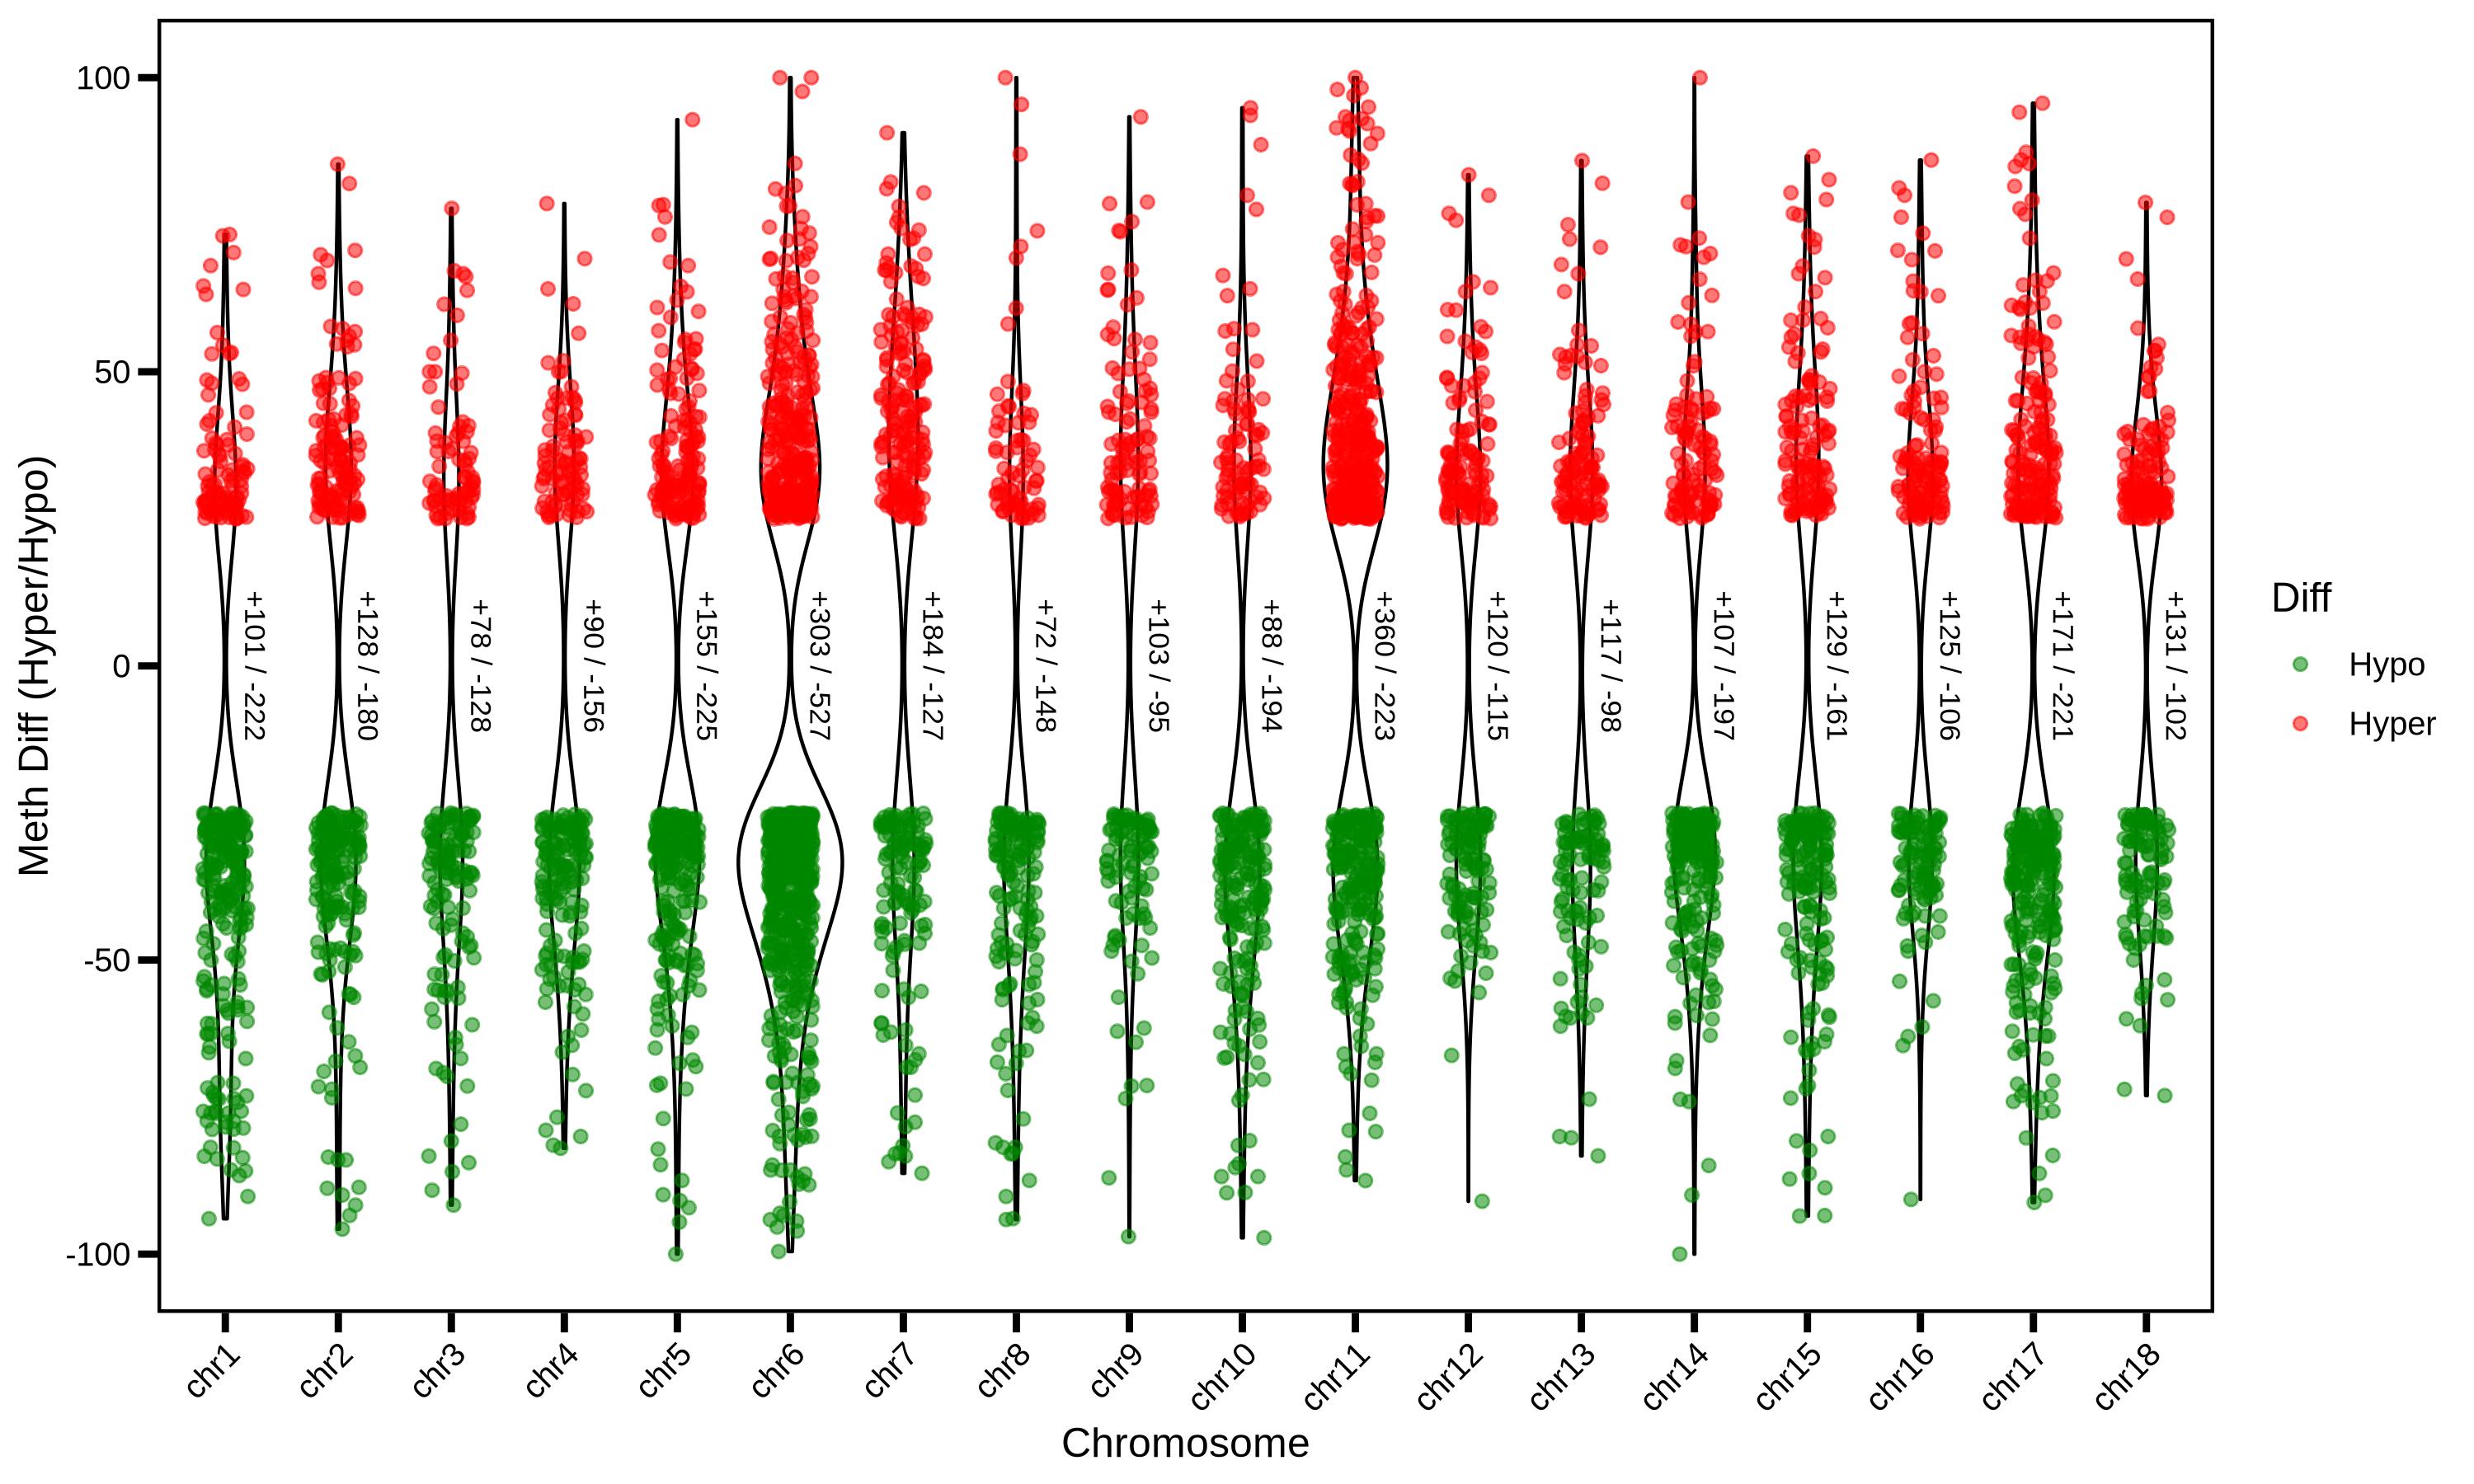 Meth Diff (Hyper/Hypo)
100
50
0
-50
-100
+101 / -222
+128 / -180
+78 / -128
+90 / -156
+155 / -225
+303 / -527
+184 / -127
+72 / -148
+103 / -95
+88 / -194
+360 / -223
+120 / -115
+117 / -98
+107 / -197
+129 / -161
+125 / -106
+171 / -221
+131 / -102
chr1
chr2
chr3
chr4
chr5
chr6
chr7
chr8
chr9
chr10
chr11
chr12
chr13
chr14
chr15
chr16
chr17
chr18
Chromosome
Diff
Hypo
Hyper